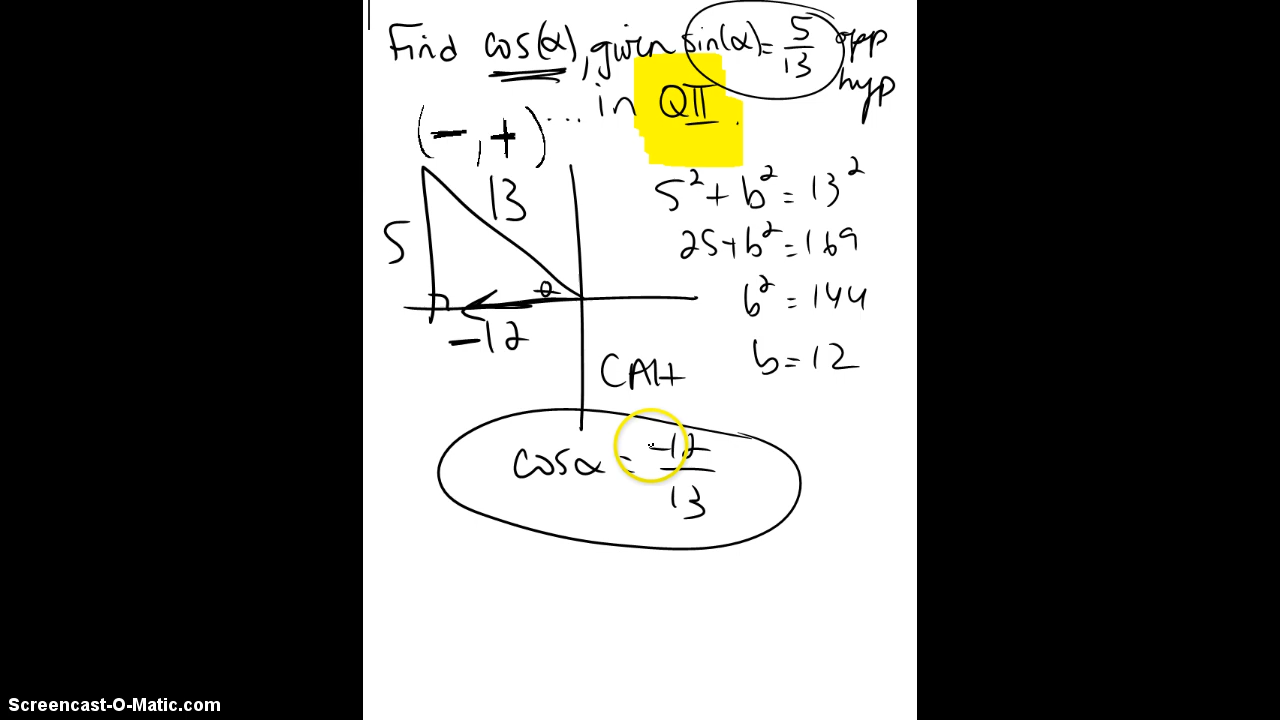 Find cos(α), given sin(α) = 5/13 opp hyp
... in QII.
(-, +)
13
5
θ
-12
5² + b² = 13²
25 + b² = 169
b² = 144
b = 12
CAH
cosα = -12/13
Screencast-O-Matic.com